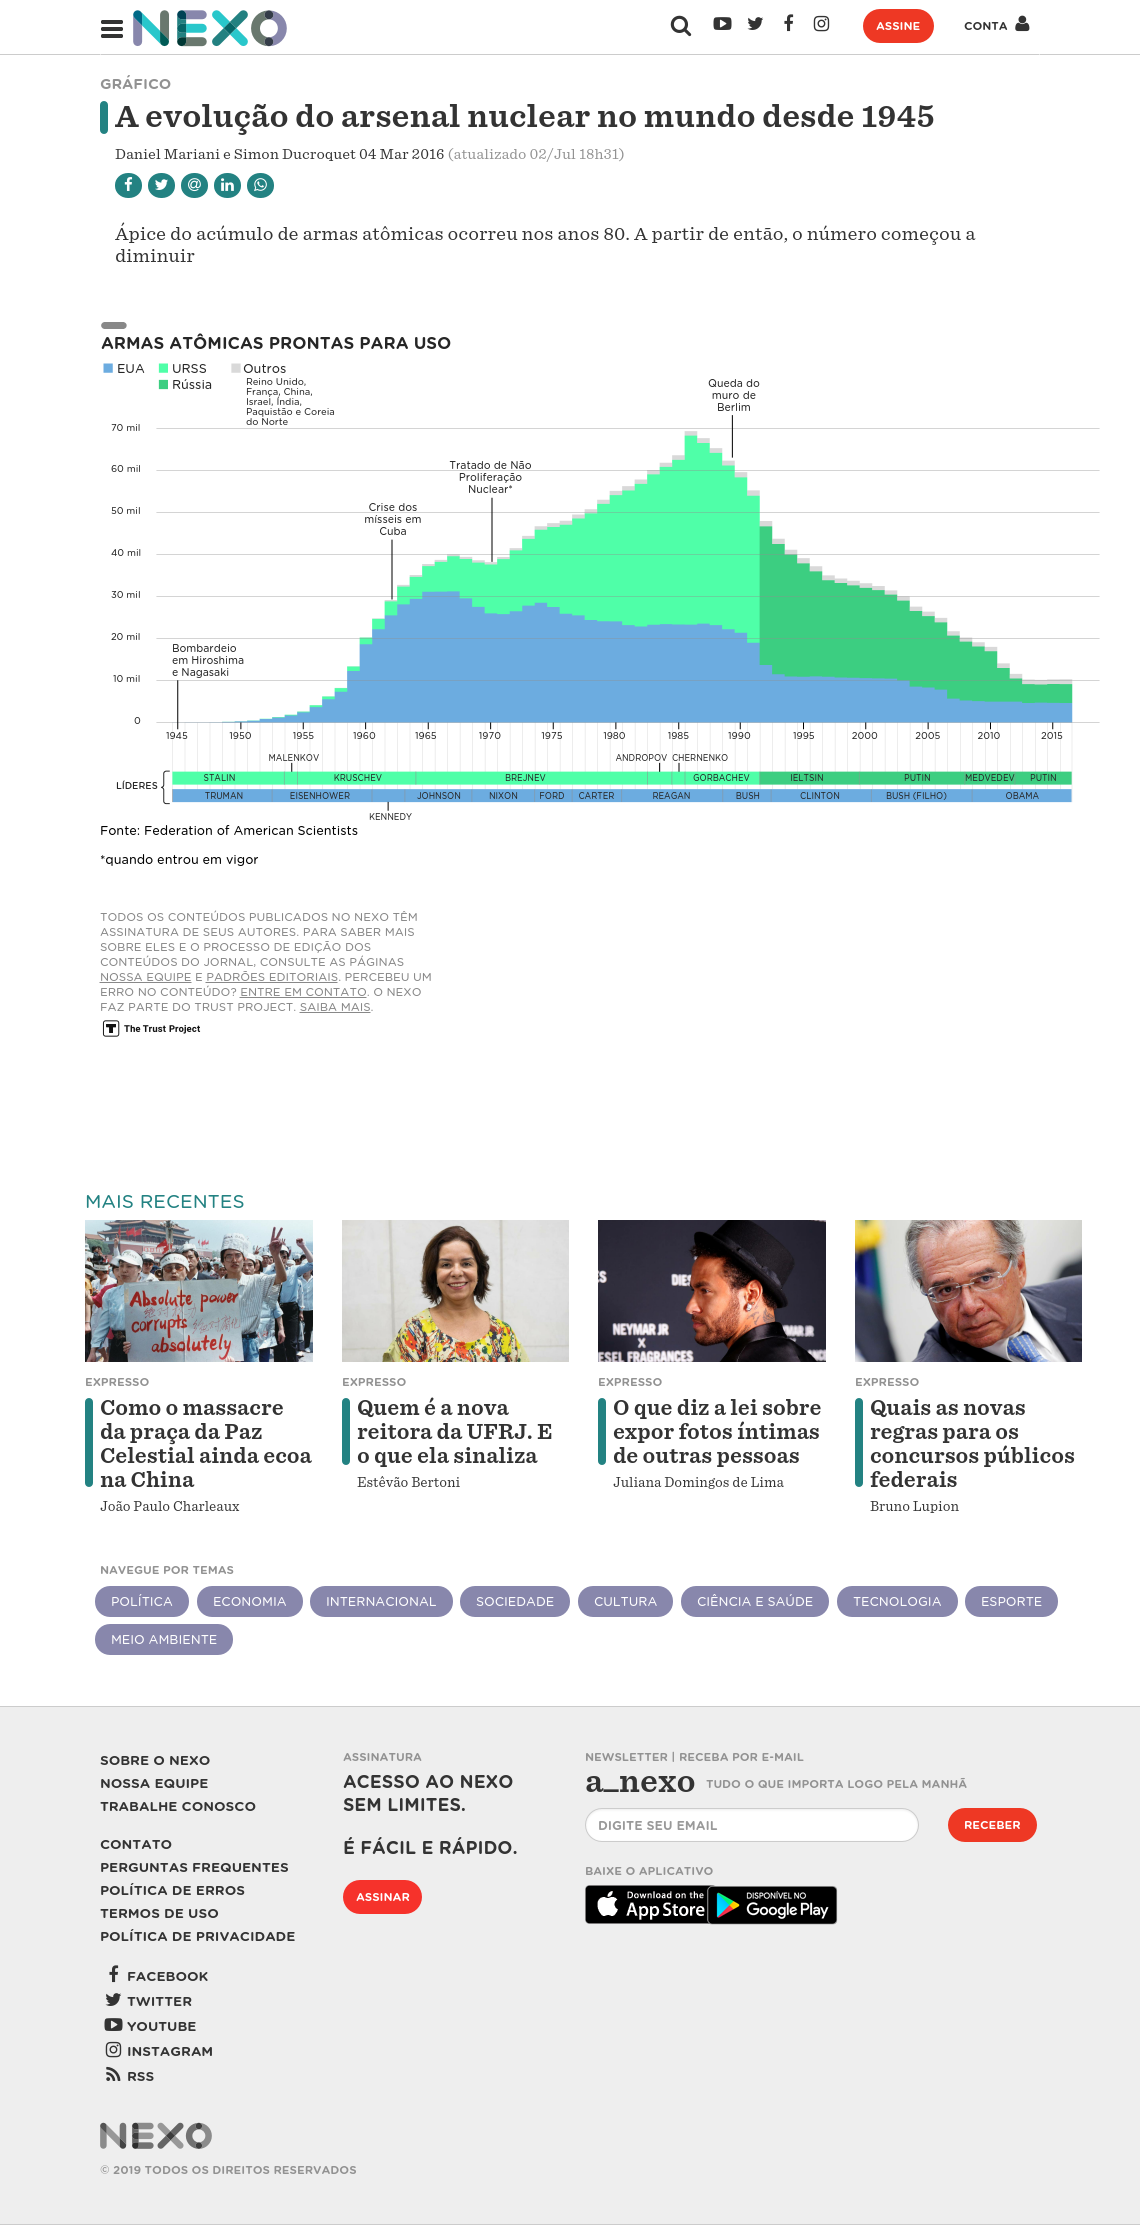 NEXO
ASSINE
CONTA
GRÁFICO
A evolução do arsenal nuclear no mundo desde 1945
Daniel Mariani e Simon Ducroquet 04 Mar 2016 (atualizado 02/Jul 18h31)
Ápice do acúmulo de armas atômicas ocorreu nos anos 80. A partir de então, o número começou a
diminuir
ARMAS ATÔMICAS PRONTAS PARA USO
EUA
URSS
Outros
Rússia
Reino Unido,
França, China,
Israel, Índia,
Paquistão e Coreia
do Norte
Queda do
muro de
Berlim
70 mil
Tratado de Não
Proliferação
Nuclear*
60 mil
Crise dos
mísseis em
Cuba
50 mil
40 mil
30 mil
20 mil
Bombardeio
em Hiroshima
e Nagasaki
10 mil
0
1945 1950 1955 1960 1965 1970 1975 1980 1985 1990 1995 2000 2005 2010 2015
MALENKOV ANDROPOV CHERNENKO
STALIN KRUSCHEV BREJNEV GORBACHEV IELTSIN PUTIN MEDVEDEV PUTIN
LÍDERES
TRUMAN EISENHOWER JOHNSON NIXON FORD CARTER REAGAN BUSH CLINTON BUSH (FILHO) OBAMA
KENNEDY
Fonte: Federation of American Scientists
*quando entrou em vigor
TODOS OS CONTEÚDOS PUBLICADOS NO NEXO TÊM
ASSINATURA DE SEUS AUTORES. PARA SABER MAIS
SOBRE ELES E O PROCESSO DE EDIÇÃO DOS
CONTEÚDOS DO JORNAL, CONSULTE AS PÁGINAS
NOSSA EQUIPE E PADRÕES EDITORIAIS. PERCEBEU UM
ERRO NO CONTEÚDO? ENTRE EM CONTATO. O NEXO
FAZ PARTE DO TRUST PROJECT. SAIBA MAIS.
T The Trust Project
MAIS RECENTES
Absolute power
corrupts
absolutely
DIES
NEYMAR JR
X
ESEL FRAGRANCES
EXPRESSO
Como o massacre
da praça da Paz
Celestial ainda ecoa
na China
João Paulo Charleaux
EXPRESSO
Quem é a nova
reitora da UFRJ. E
o que ela sinaliza
Estêvão Bertoni
EXPRESSO
O que diz a lei sobre
expor fotos íntimas
de outras pessoas
Juliana Domingos de Lima
EXPRESSO
Quais as novas
regras para os
concursos públicos
federais
Bruno Lupion
NAVEGUE POR TEMAS
POLÍTICA
ECONOMIA
INTERNACIONAL
SOCIEDADE
CULTURA
CIÊNCIA E SAÚDE
TECNOLOGIA
ESPORTE
MEIO AMBIENTE
SOBRE O NEXO
NOSSA EQUIPE
TRABALHE CONOSCO
CONTATO
PERGUNTAS FREQUENTES
POLÍTICA DE ERROS
TERMOS DE USO
POLÍTICA DE PRIVACIDADE
FACEBOOK
TWITTER
YOUTUBE
INSTAGRAM
RSS
ASSINATURA
ACESSO AO NEXO
SEM LIMITES.
É FÁCIL E RÁPIDO.
ASSINAR
NEWSLETTER | RECEBA POR E-MAIL
a_nexo TUDO O QUE IMPORTA LOGO PELA MANHÃ
DIGITE SEU EMAIL
RECEBER
BAIXE O APLICATIVO
Download on the
App Store
DISPONÍVEL NO
Google Play
NEXO
© 2019 TODOS OS DIREITOS RESERVADOS